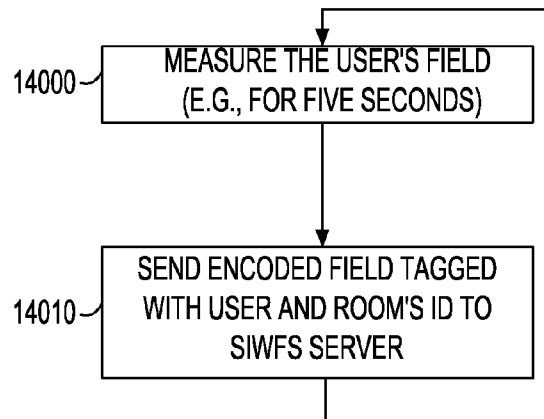 14000
MEASURE THE USER'S FIELD
(E.G., FOR FIVE SECONDS)
14010
SEND ENCODED FIELD TAGGED
WITH USER AND ROOM'S ID TO
SIWFS SERVER